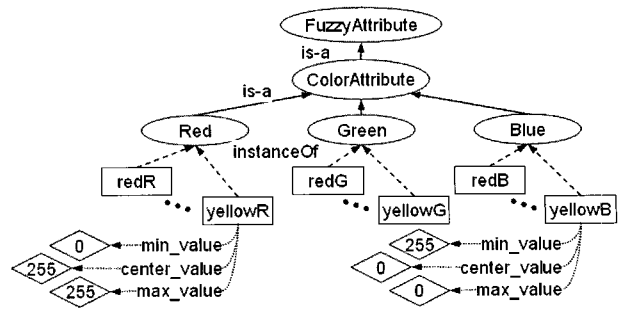 FuzzyAttribute
is-a
ColorAttribute
is-a
Red
Green
Blue
instanceOf
redR
redG
redB
yellowR
yellowG
yellowB
0
min_value
255
min_value
255
center_value
0
center_value
255
max_value
0
max_value